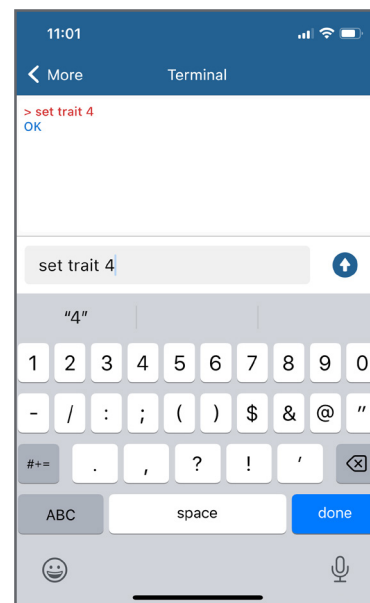 11:01
More
Terminal
> set trait 4
OK
set trait 4
"4"
1 2 3 4 5 6 7 8 9 0
- / : ; ( ) $ & @ "
#+= . , ? ! '
ABC space done